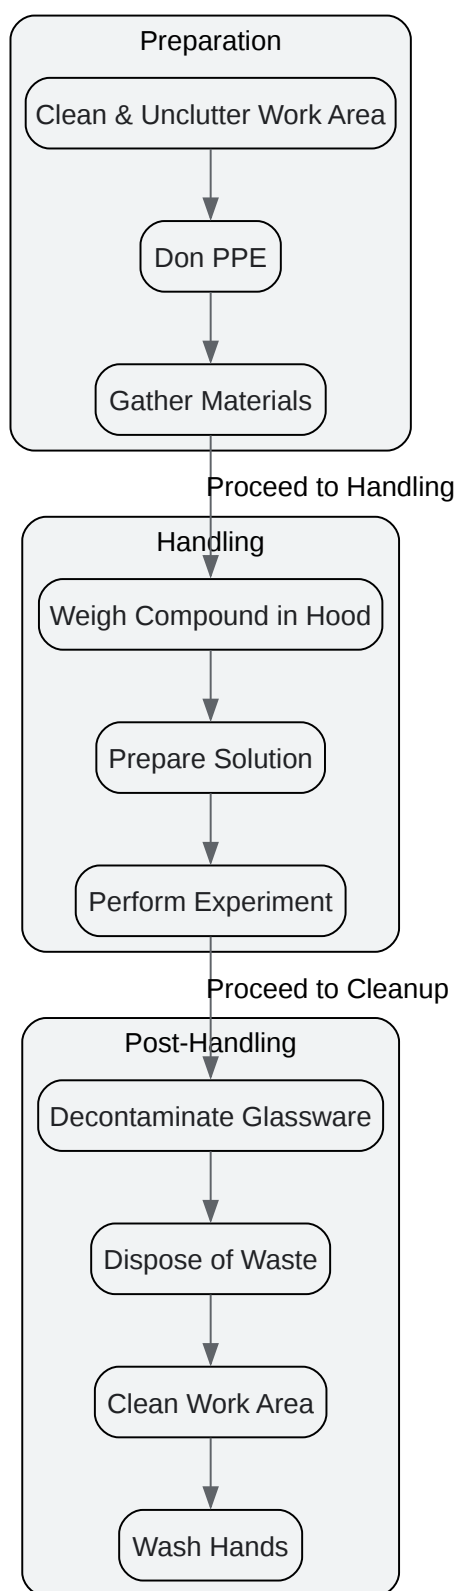 Preparation
Clean & Unclutter Work Area
Don PPE
Gather Materials
Proceed to Handling
Handling
Weigh Compound in Hood
Prepare Solution
Perform Experiment
Proceed to Cleanup
Post-Handling
Decontaminate Glassware
Dispose of Waste
Clean Work Area
Wash Hands